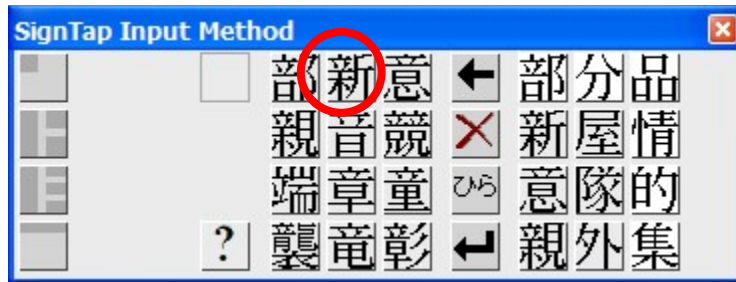 SignTap Input Method
部新意 ← 部分品
親音競 新屋情
端章童 ひら 意隊的
? 襲竜彰 親外集